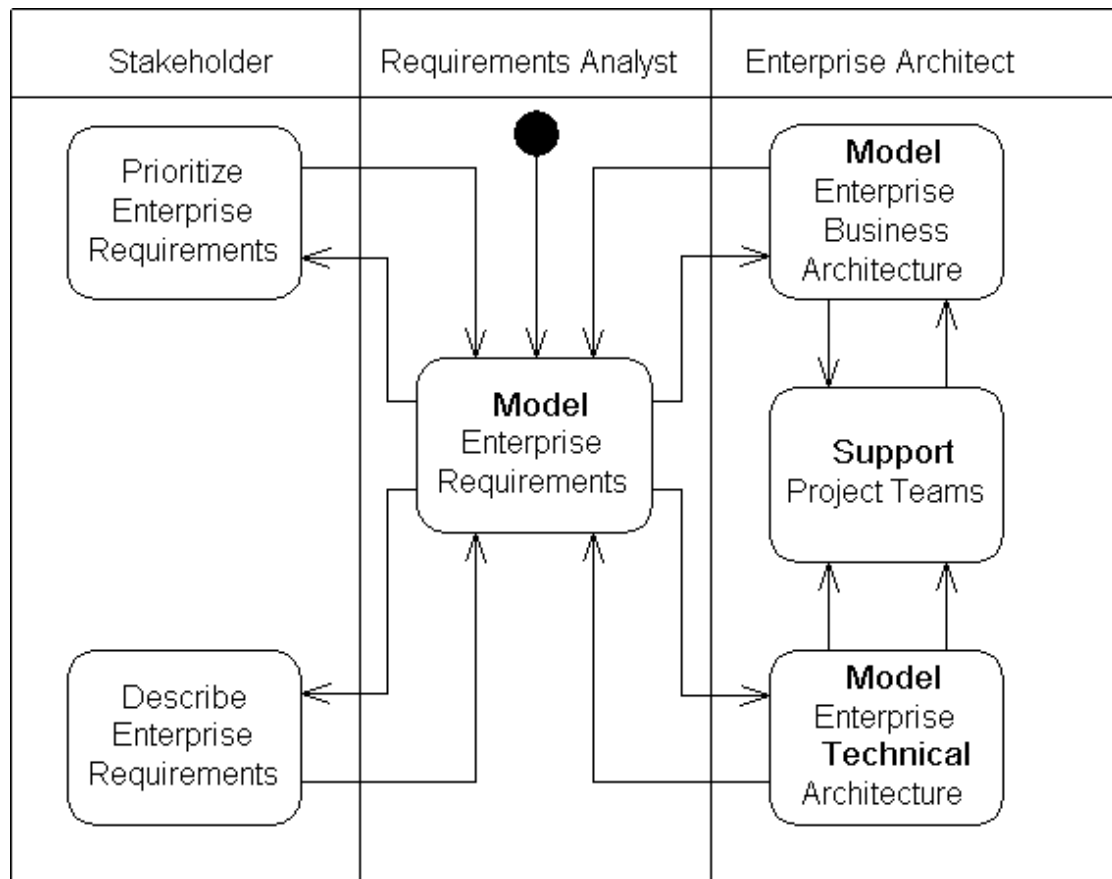 Stakeholder
Requirements Analyst
Enterprise Architect
Prioritize
Enterprise
Requirements
Model
Enterprise
Business
Architecture
Model
Enterprise
Requirements
Support
Project Teams
Describe
Enterprise
Requirements
Model
Enterprise
Technical
Architecture